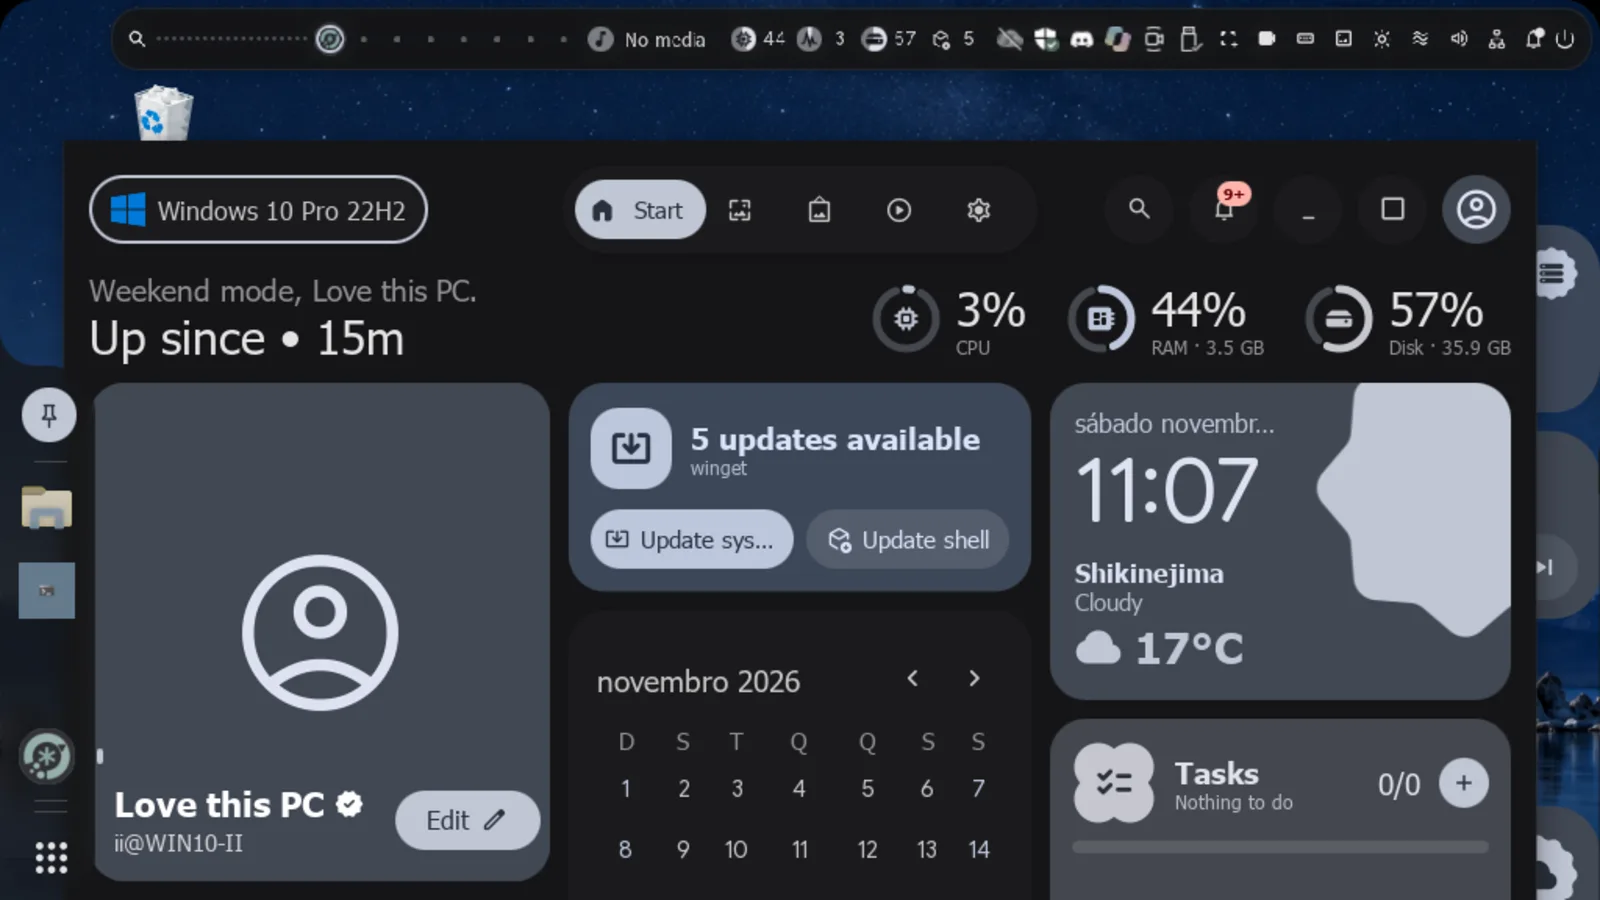 No media 44 3 57 5
Windows 10 Pro 22H2
Start
9+
Weekend mode, Love this PC.
Up since • 15m
3%
CPU
44%
RAM · 3.5 GB
57%
Disk · 35.9 GB
5 updates available
winget
Update sys...
Update shell
sábado novembr...
11:07
Shikinejima
Cloudy
17°C
novembro 2026
D S T Q Q S S
1 2 3 4 5 6 7
8 9 10 11 12 13 14
Tasks
Nothing to do
0/0
Love this PC
ii@WIN10-II
Edit